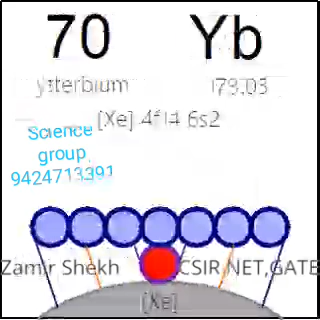 70 Yb
ytterbium 173.03
[Xe] 4f14 6s2
Science
group
9424713391
Zamir Shekh CSIR NET,GATE
[Xe]